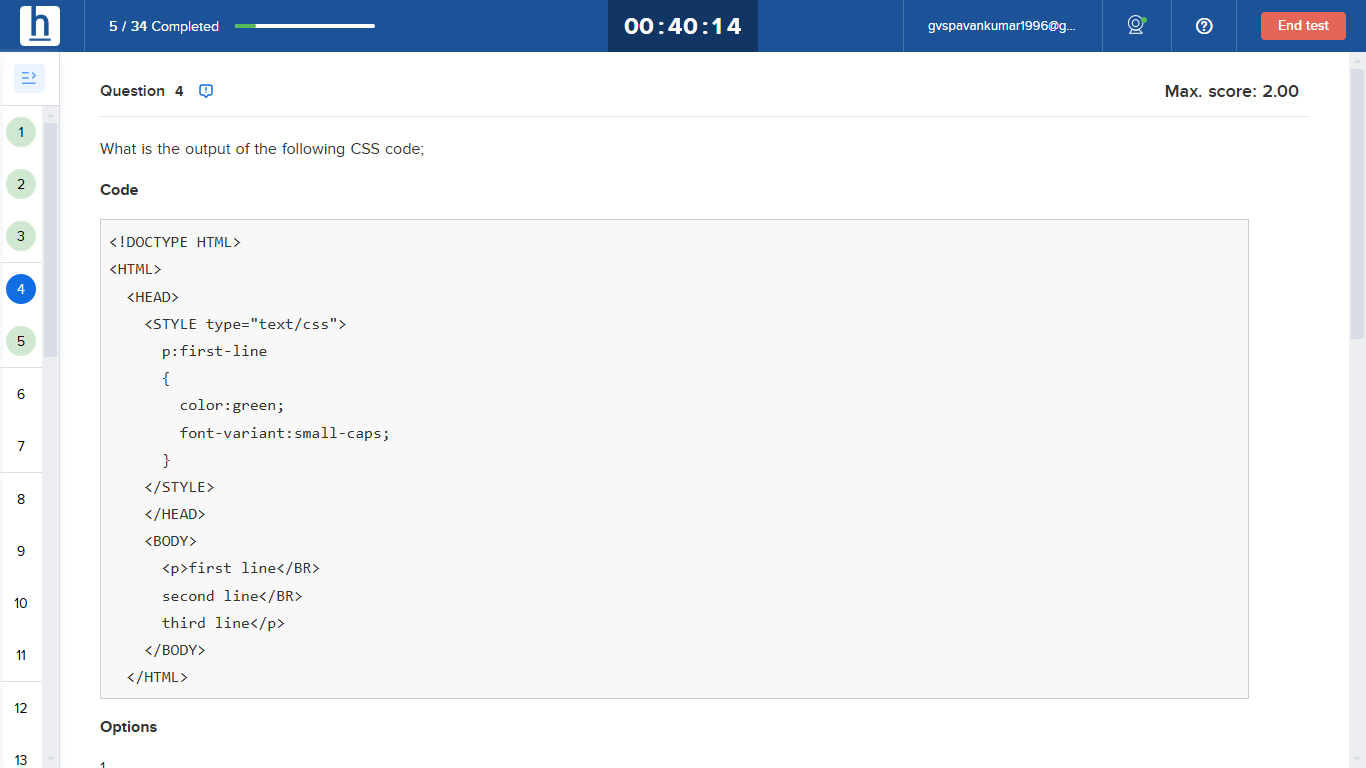 h
5 / 34 Completed
00:40:14
gvspavankumar1996@g...
End test
Question 4
Max. score: 2.00
What is the output of the following CSS code;
Code
<!DOCTYPE HTML>
<HTML>
<HEAD>
<STYLE type="text/css">
p:first-line
{
color:green;
font-variant:small-caps;
}
</STYLE>
</HEAD>
<BODY>
<p>first line</BR>
second line</BR>
third line</p>
</BODY>
</HTML>
Options
1
2
3
4
5
6
7
8
9
10
11
12
13